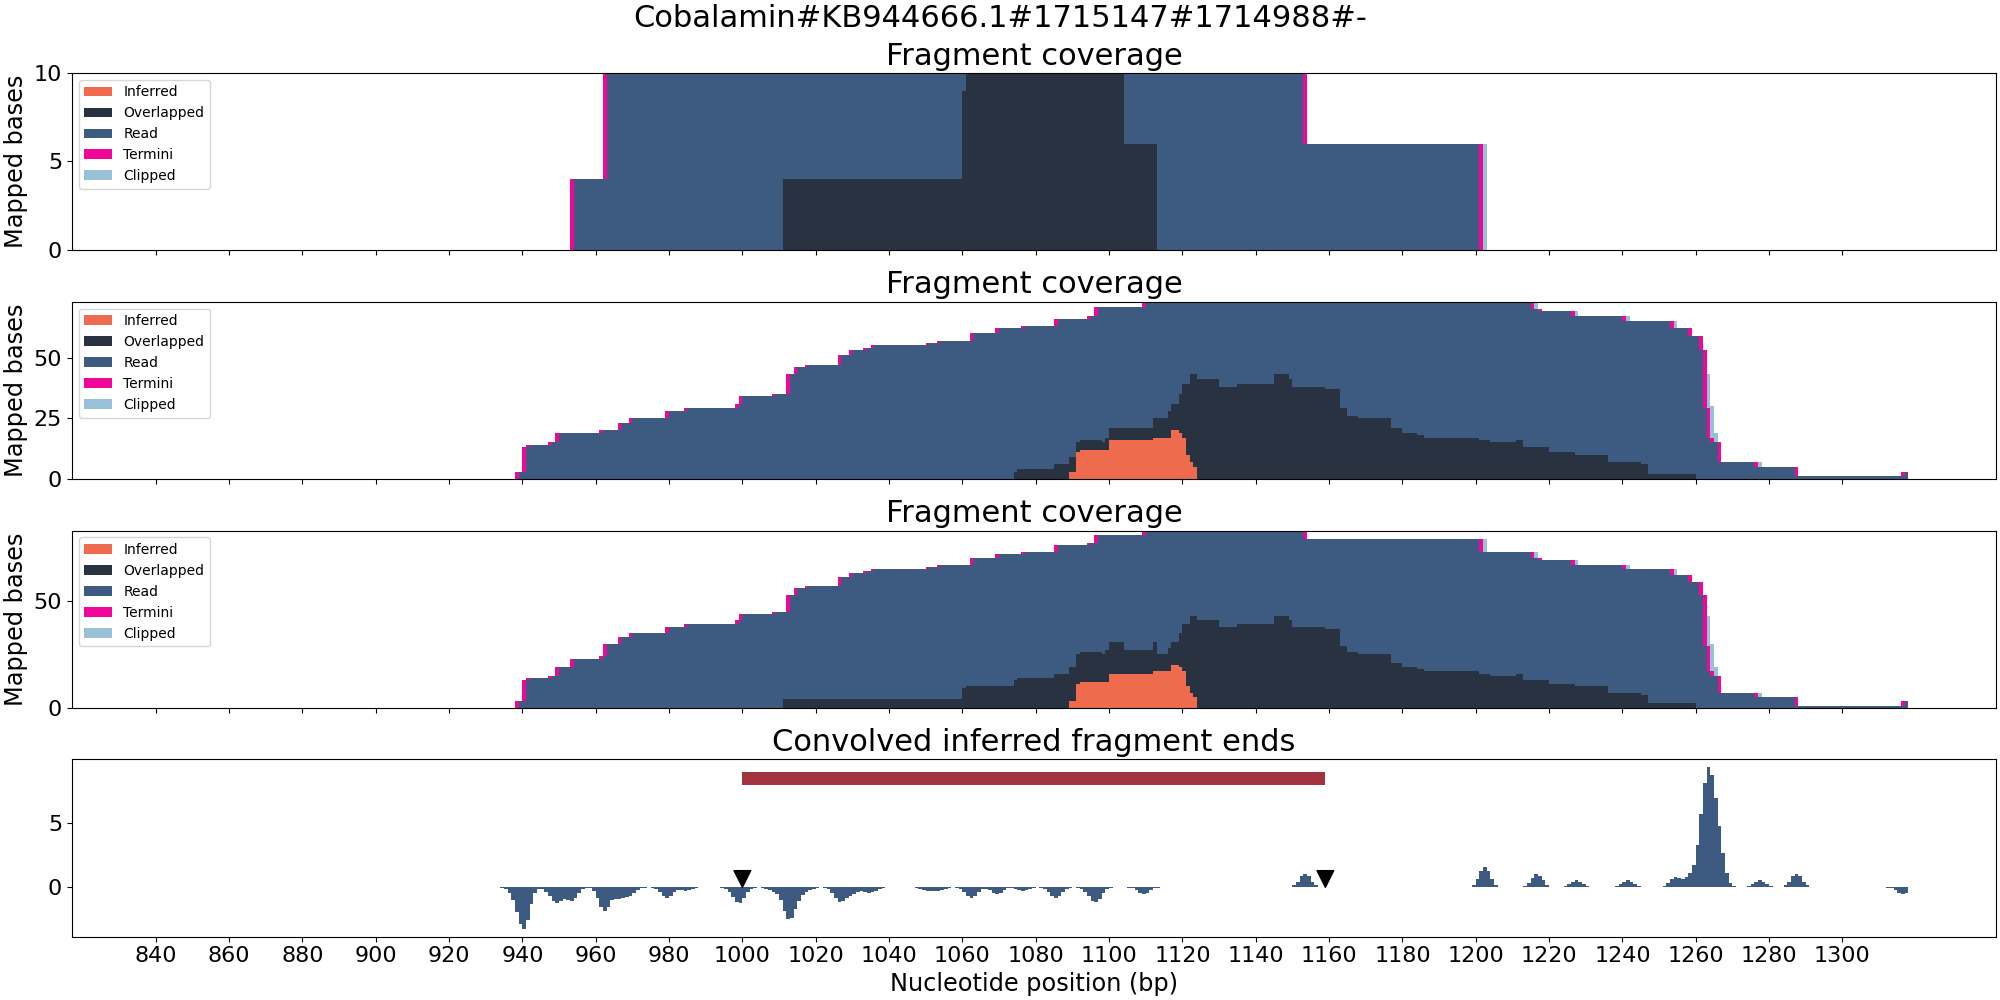 Cobalamin#KB944666.1#1715147#1714988#-
Fragment coverage
Mapped bases
10
5
0
Inferred
Overlapped
Read
Termini
Clipped
Fragment coverage
Mapped bases
50
25
0
Inferred
Overlapped
Read
Termini
Clipped
Fragment coverage
Mapped bases
50
0
Inferred
Overlapped
Read
Termini
Clipped
Convolved inferred fragment ends
5
0
840 860 880 900 920 940 960 980 1000 1020 1040 1060 1080 1100 1120 1140 1160 1180 1200 1220 1240 1260 1280 1300
Nucleotide position (bp)